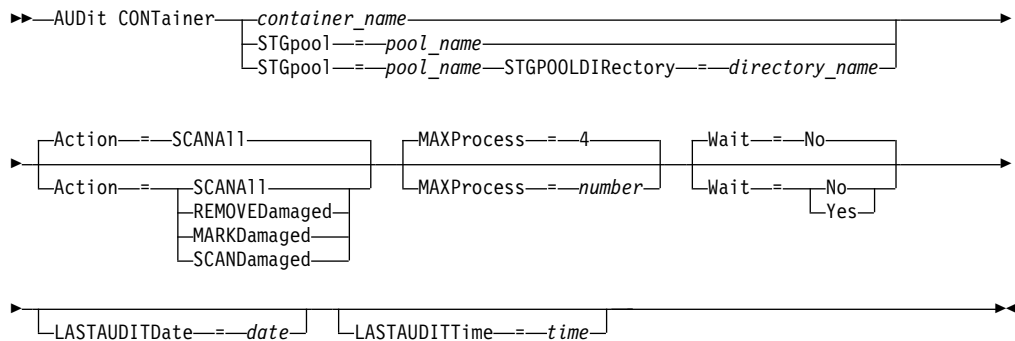 AUDit CONTainer container_name
STGpool = pool_name
STGpool = pool_name STGPOOLDIRectory = directory_name
Action = SCANAll MAXProcess = 4 Wait = No
Action = SCANAll MAXProcess = number Wait = No
REMOVEDamaged Yes
MARKDamaged
SCANDamaged
LASTAUDITDate = date LASTAUDITTime = time